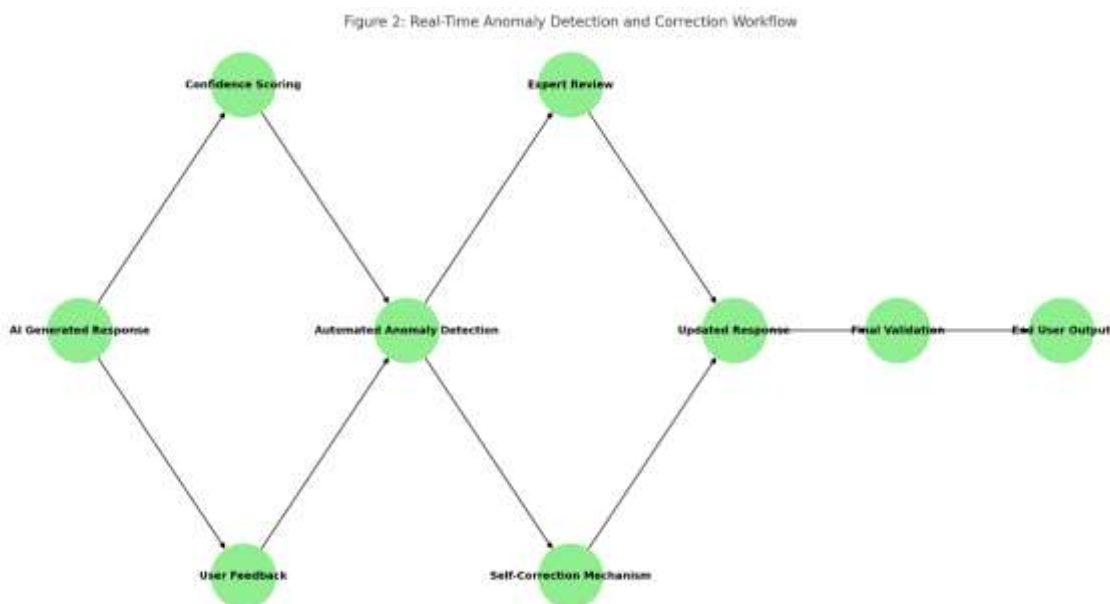 Figure 2: Real-Time Anomaly Detection and Correction Workflow
Confidence Scoring
Expert Review
AI Generated Response
Automated Anomaly Detection
Updated Response
Final Validation
End User Output
User Feedback
Self-Correction Mechanism